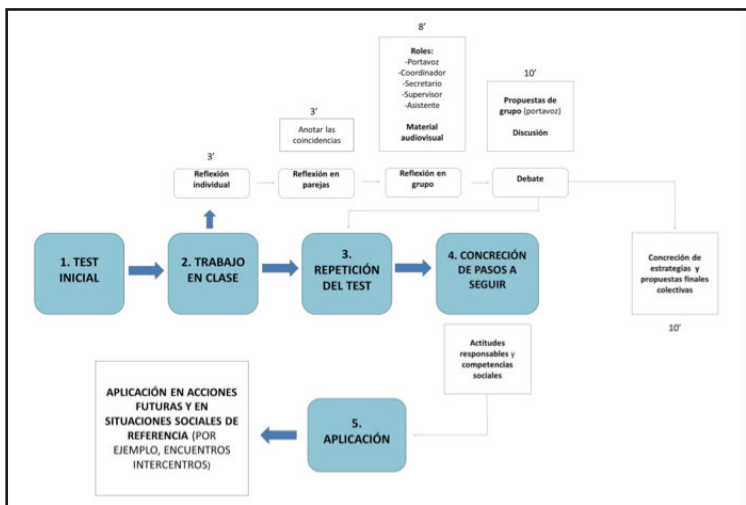 8'
Roles:
-Portavoz
-Coordinador
-Secretario
-Supervisor
-Asistente
Material
audiovisual
10'
Propuestas de
grupo (portavoz)
Discusión
3'
Anotar las
coincidencias
3'
Reflexión
individual
Reflexión en
parejas
Reflexión en
grupo
Debate
1. TEST
INICIAL
2. TRABAJO
EN CLASE
3.
REPETICIÓN
DEL TEST
4. CONCRECIÓN
DE PASOS A
SEGUIR
Concreción de
estrategias y
propuestas finales
colectivas
10'
Actitudes
responsables y
competencias
sociales
APLICACIÓN EN ACCIONES
FUTURAS Y EN
SITUACIONES SOCIALES DE
REFERENCIA (POR
EJEMPLO, ENCUENTROS
INTERCENTROS)
5.
APLICACIÓN